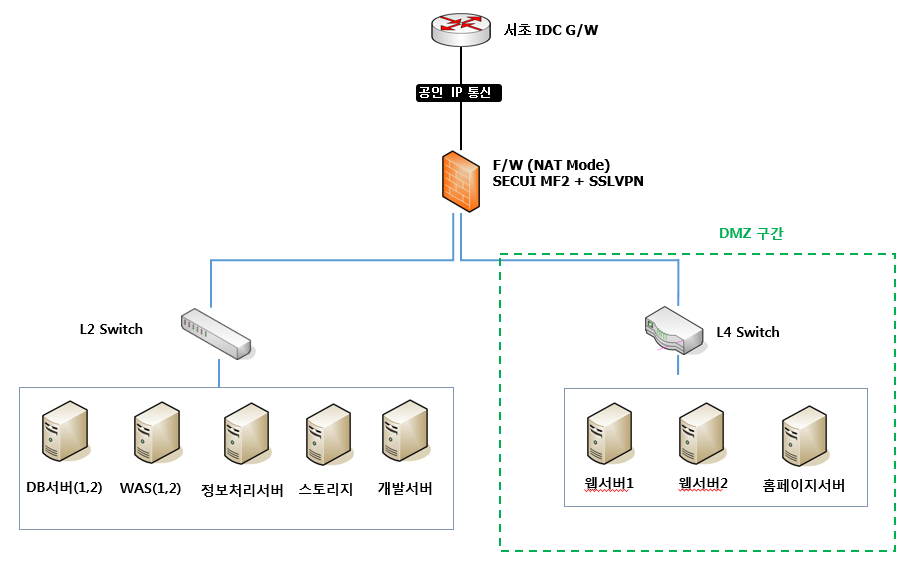 서초 IDC G/W
공인 IP 통신
F/W (NAT Mode)
SECUI MF2 + SSLVPN
DMZ 구간
L2 Switch
L4 Switch
DB서버(1,2)
WAS(1,2)
정보처리서버
스토리지
개발서버
웹서버1
웹서버2
홈페이지서버